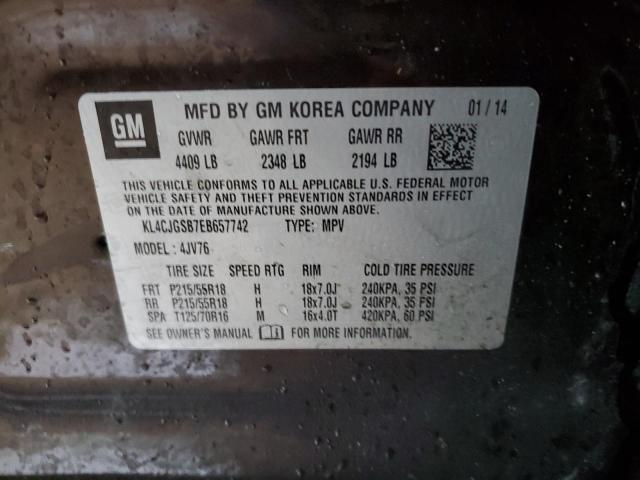 GM MFD BY GM KOREA COMPANY 01/14
GVWR GAWR FRT GAWR RR
4409 LB 2348 LB 2194 LB
THIS VEHICLE CONFORMS TO ALL APPLICABLE U.S. FEDERAL MOTOR
VEHICLE SAFETY AND THEFT PREVENTION STANDARDS IN EFFECT ON
THE DATE OF MANUFACTURE SHOWN ABOVE.
KL4CJGSB7EB657742 TYPE: MPV
MODEL: 4JV76
TIRE SIZE SPEED RTG RIM COLD TIRE PRESSURE
FRT P215/55R18 H 18x7.0J 240KPA, 35 PSI
RR P215/55R18 H 18x7.0J 240KPA, 35 PSI
SPA T125/70R16 M 16x4.0T 420KPA, 60 PSI
SEE OWNER'S MANUAL FOR MORE INFORMATION.